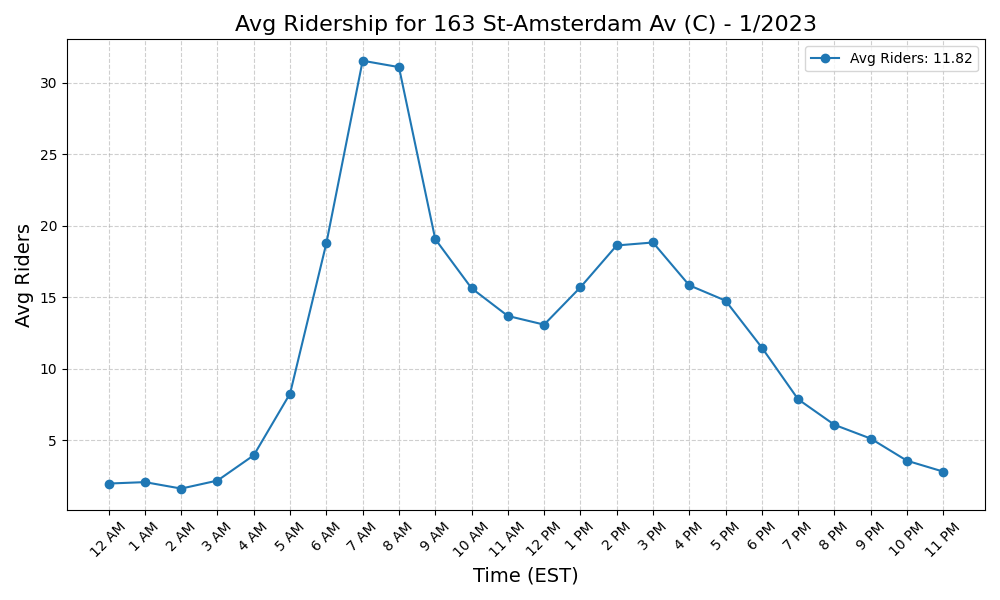 Avg Ridership for 163 St-Amsterdam Av (C) - 1/2023
Avg Riders: 11.82
Avg Riders
30
25
20
15
10
5
12 AM
1 AM
2 AM
3 AM
4 AM
5 AM
6 AM
7 AM
8 AM
9 AM
10 AM
11 AM
12 PM
1 PM
2 PM
3 PM
4 PM
5 PM
6 PM
7 PM
8 PM
9 PM
10 PM
11 PM
Time (EST)